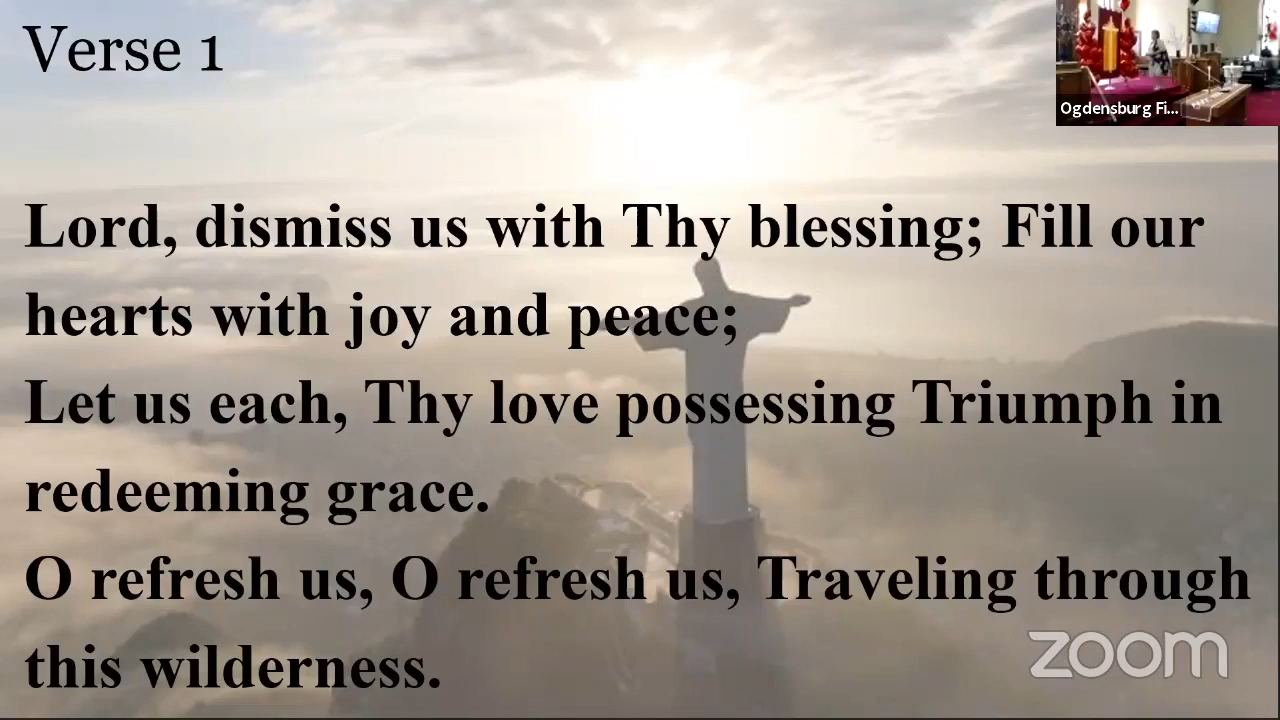 Verse 1
Ogdensburg Fi...
Lord, dismiss us with Thy blessing; Fill our
hearts with joy and peace;
Let us each, Thy love possessing Triumph in
redeeming grace.
O refresh us, O refresh us, Traveling through
this wilderness.
zoom